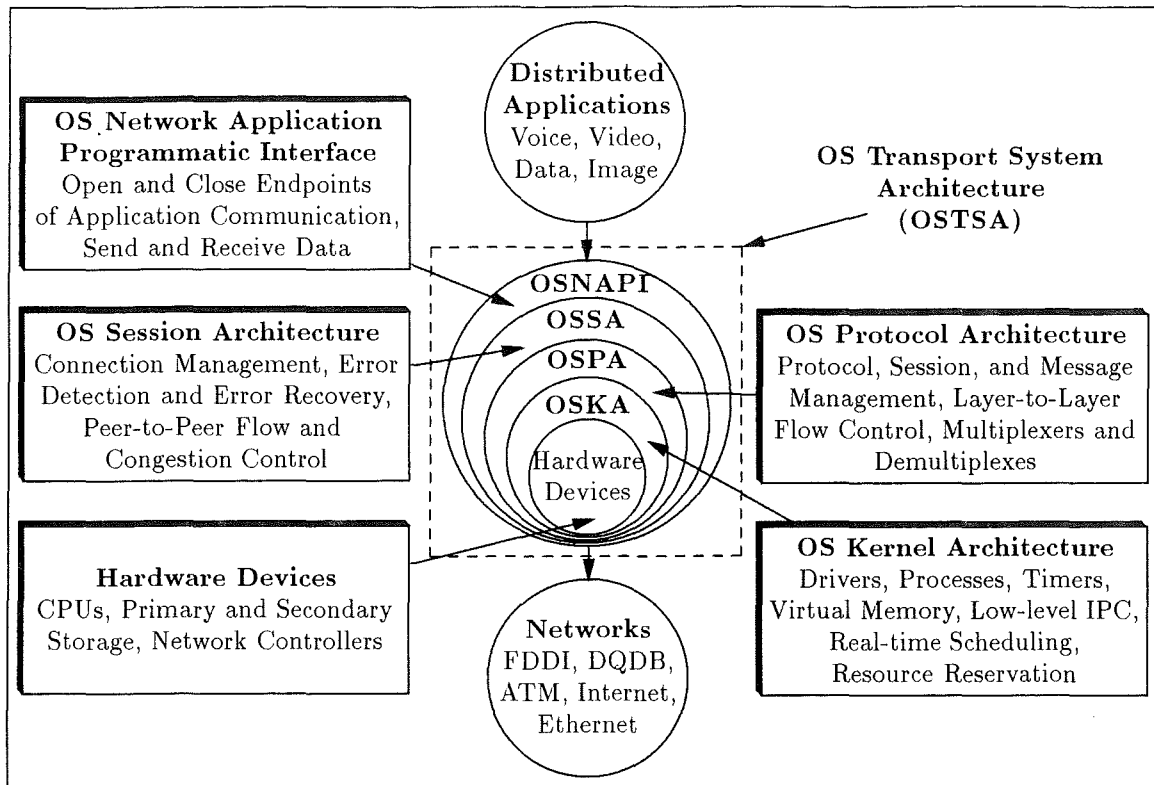 Distributed
Applications
Voice, Video,
Data, Image
OS Network Application
Programmatic Interface
Open and Close Endpoints
of Application Communication,
Send and Receive Data
OS Transport System
Architecture
(OSTSA)
OSNAPI
OSSA
OSPA
OSKA
Hardware
Devices
OS Session Architecture
Connection Management, Error
Detection and Error Recovery,
Peer-to-Peer Flow and
Congestion Control
OS Protocol Architecture
Protocol, Session, and Message
Management, Layer-to-Layer
Flow Control, Multiplexers and
Demultiplexes
Hardware Devices
CPUs, Primary and Secondary
Storage, Network Controllers
OS Kernel Architecture
Drivers, Processes, Timers,
Virtual Memory, Low-level IPC,
Real-time Scheduling,
Resource Reservation
Networks
FDDI, DQDB,
ATM, Internet,
Ethernet